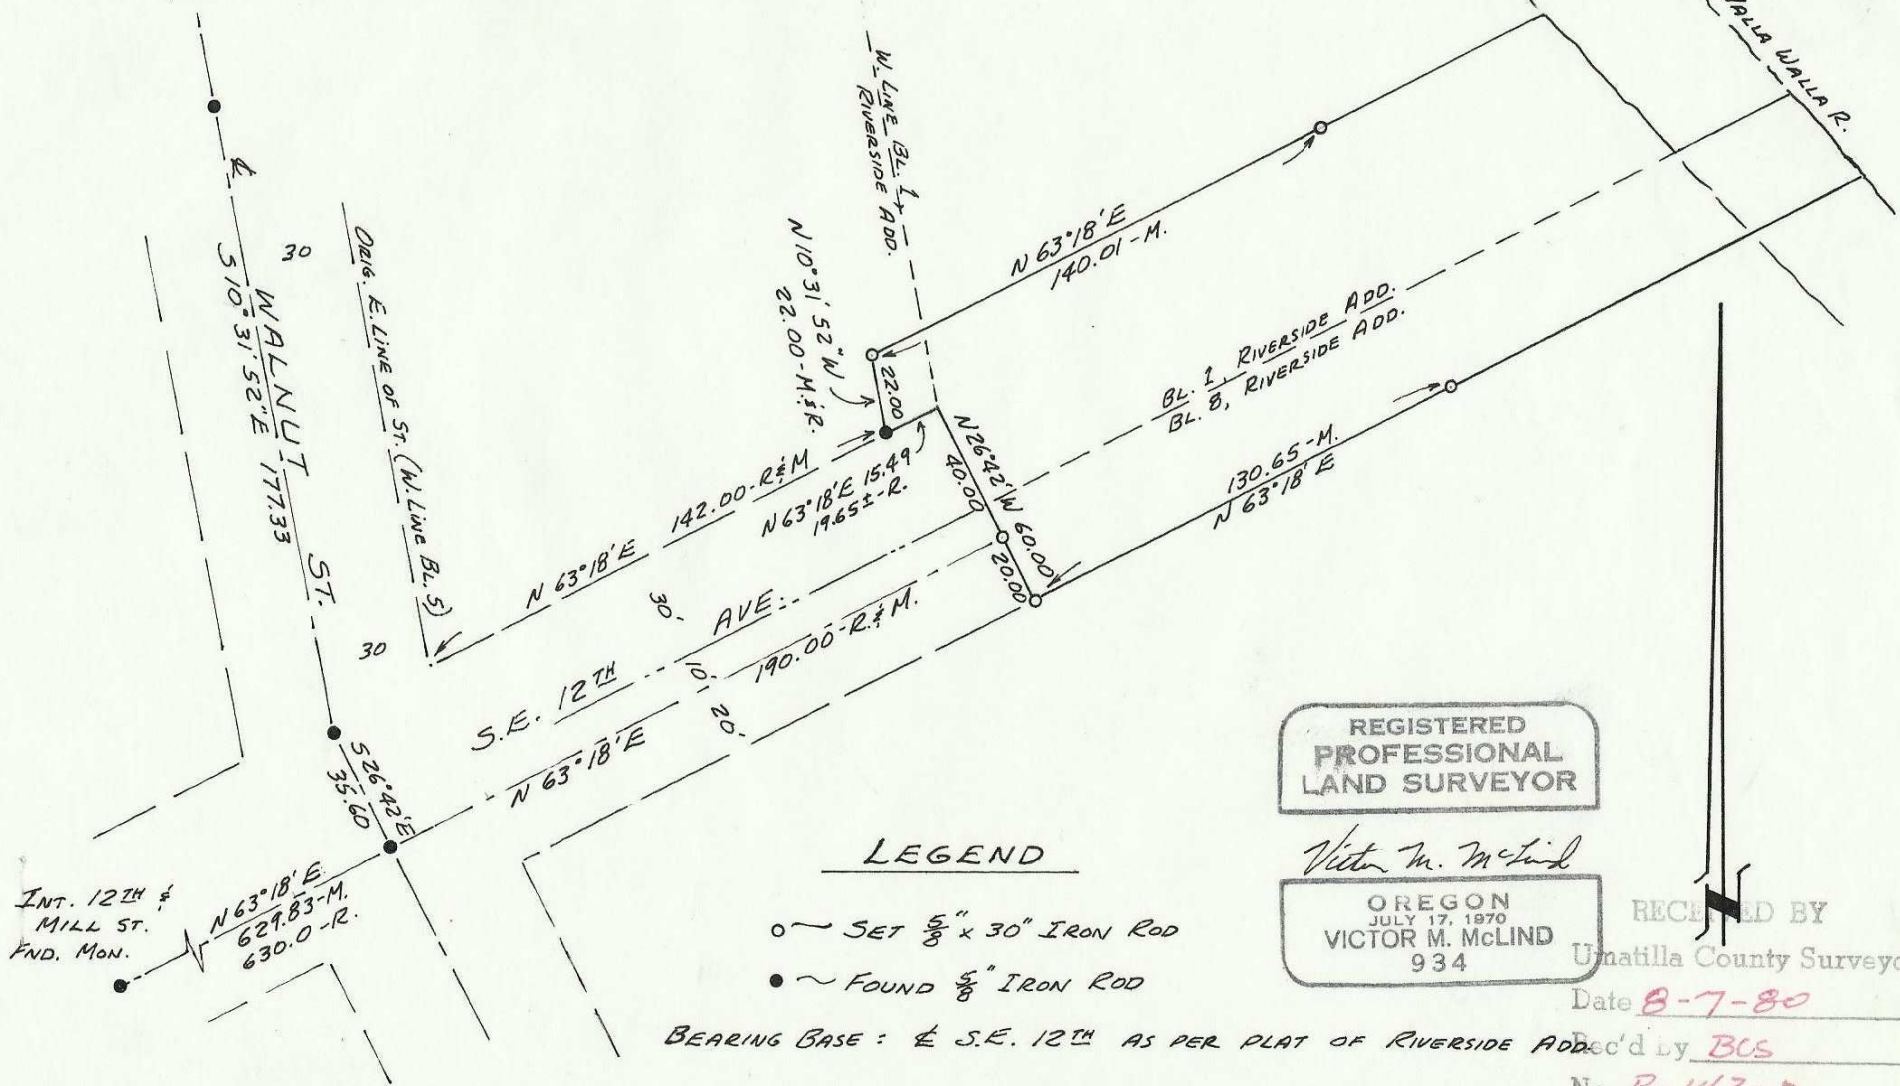 WALLA WALLA R.
W. LINE BL. 1,
RIVERSIDE ADD.
℄
30
WALNUT ST.
S 10°31'52"E 177.33
ORIG. E. LINE OF ST. (W. LINE BL. 5)
30
N 10°31'52"W
22.00-M.&R.
22.00
N 63°18'E
140.01-M.
BL. 1, RIVERSIDE ADD.
BL. 8, RIVERSIDE ADD.
N 63°18'E 142.00-R&M
N 63°18'E 15.49
19.65±-R.
N 26°42'W 60.00
40.00
20.00
130.65-M.
N 63°18'E
30
10
20
S.E. 12TH AVE.
190.00-R.&M.
N 63°18'E
S 26°42'E
35.60
INT. 12TH &
MILL ST.
FND. MON.
N 63°18'E
629.83-M.
630.0-R.
LEGEND
○ ~ SET 5/8" x 30" IRON ROD
● ~ FOUND 5/8" IRON ROD
BEARING BASE: ℄ S.E. 12TH AS PER PLAT OF RIVERSIDE ADD.
REGISTERED
PROFESSIONAL
LAND SURVEYOR
Victor M. McLind
OREGON
JULY 17, 1970
VICTOR M. McLIND
934
N
RECEIVED BY
Umatilla County Surveyo
Date 8-7-80
Rec'd by BCS